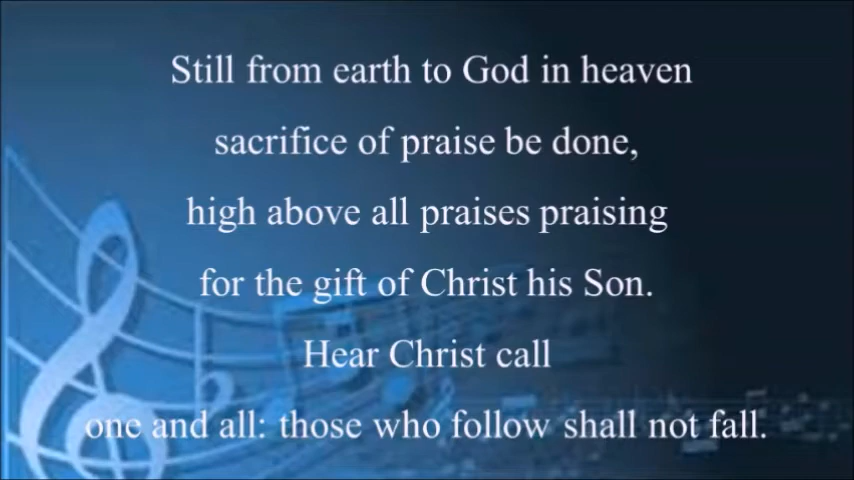 Still from earth to God in heaven
sacrifice of praise be done,
high above all praises praising
for the gift of Christ his Son.
Hear Christ call
one and all: those who follow shall not fall.